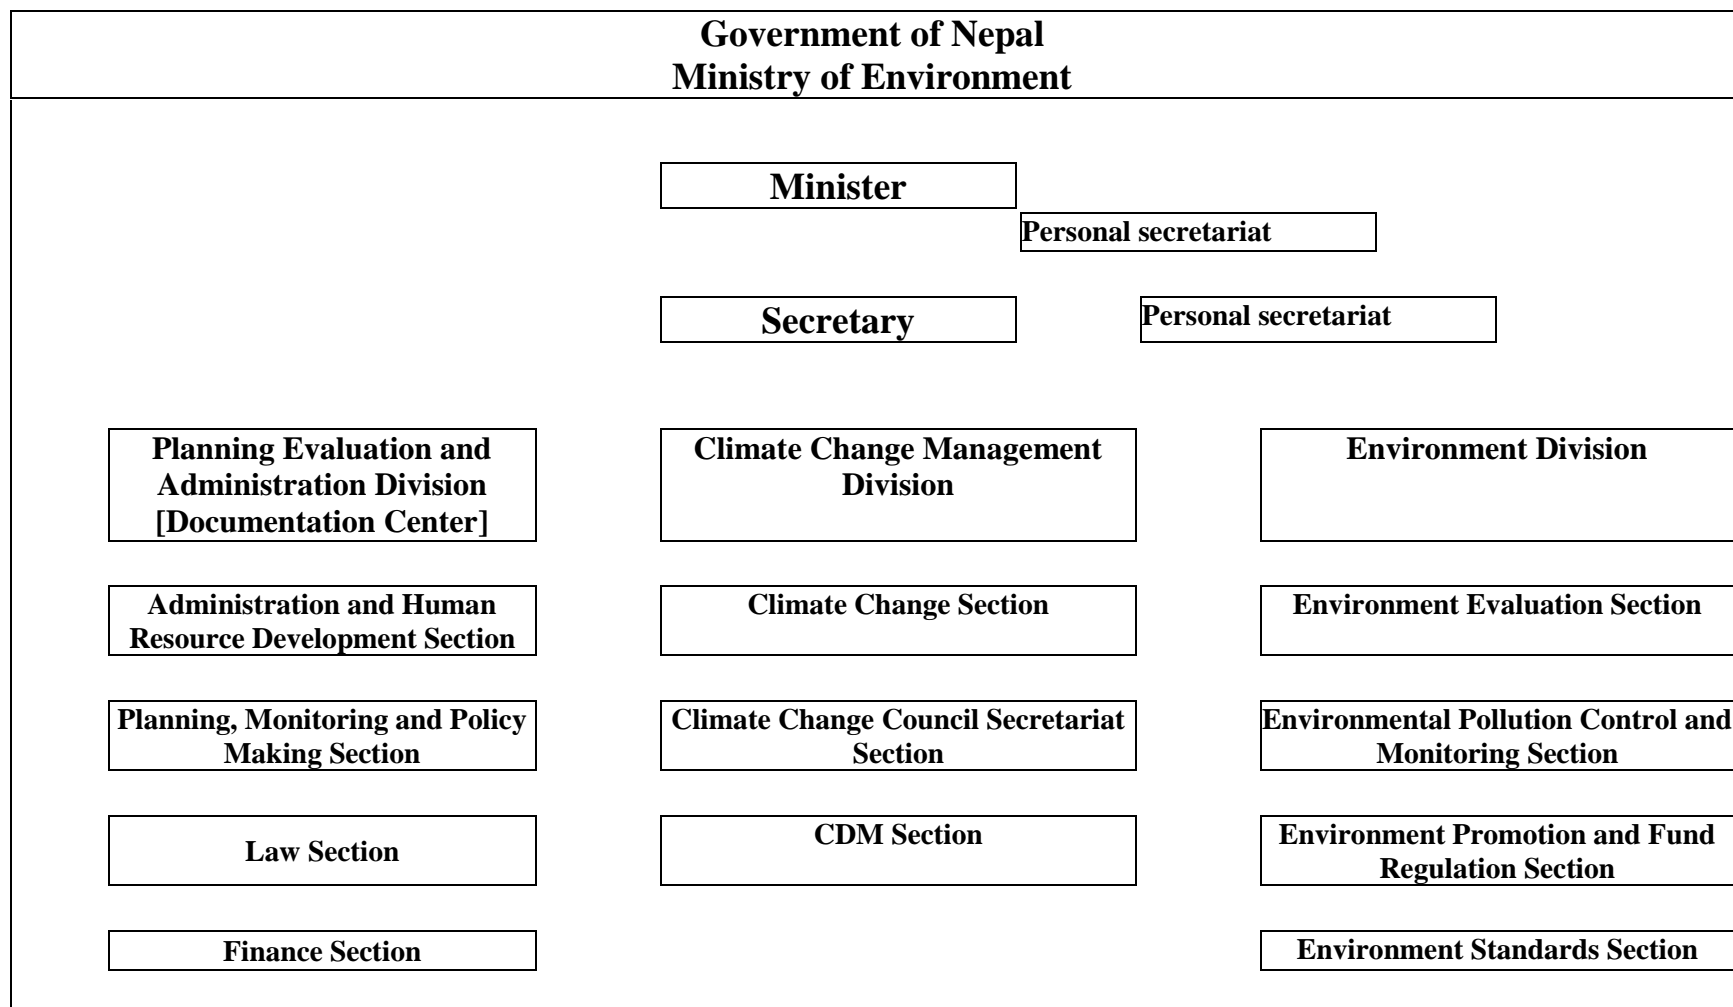 Government of Nepal
Ministry of Environment
Minister
Personal secretariat
Secretary
Personal secretariat
Planning Evaluation and
Administration Division
[Documentation Center]
Climate Change Management
Division
Environment Division
Administration and Human
Resource Development Section
Climate Change Section
Environment Evaluation Section
Planning, Monitoring and Policy
Making Section
Climate Change Council Secretariat
Section
Environmental Pollution Control and
Monitoring Section
Law Section
CDM Section
Environment Promotion and Fund
Regulation Section
Finance Section
Environment Standards Section